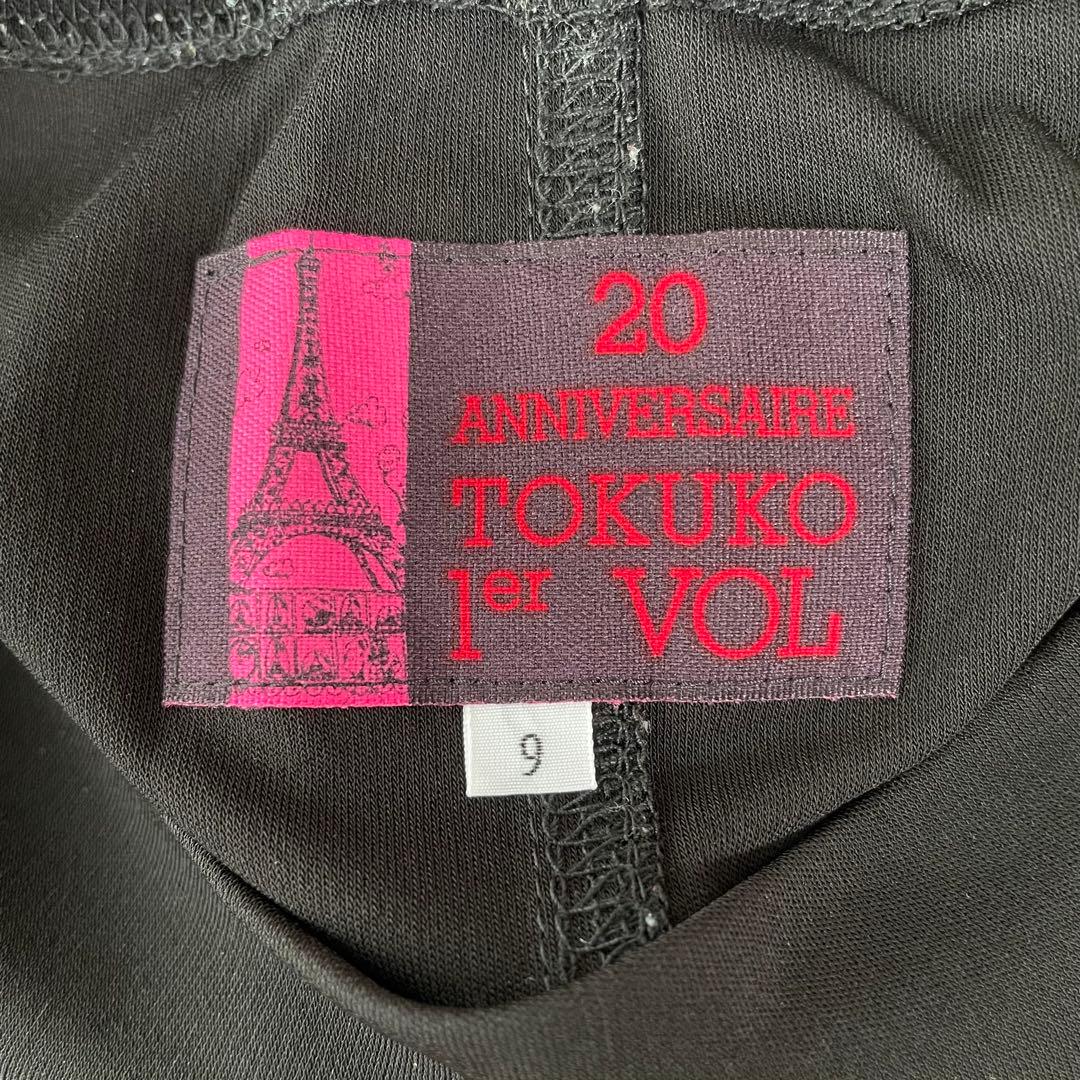 20
ANNIVERSAIRE
TOKUKO
1er VOL
9